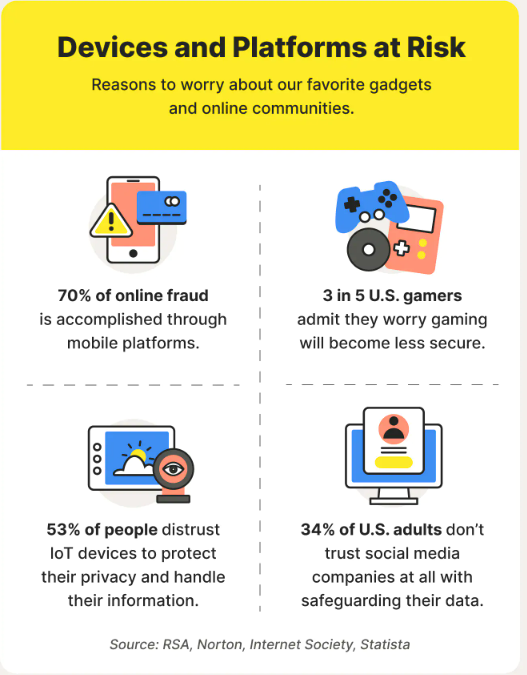 Devices and Platforms at Risk
Reasons to worry about our favorite gadgets
and online communities.
70% of online fraud
is accomplished through
mobile platforms.
3 in 5 U.S. gamers
admit they worry gaming
will become less secure.
53% of people distrust
IoT devices to protect
their privacy and handle
their information.
34% of U.S. adults don’t
trust social media
companies at all with
safeguarding their data.
Source: RSA, Norton, Internet Society, Statista